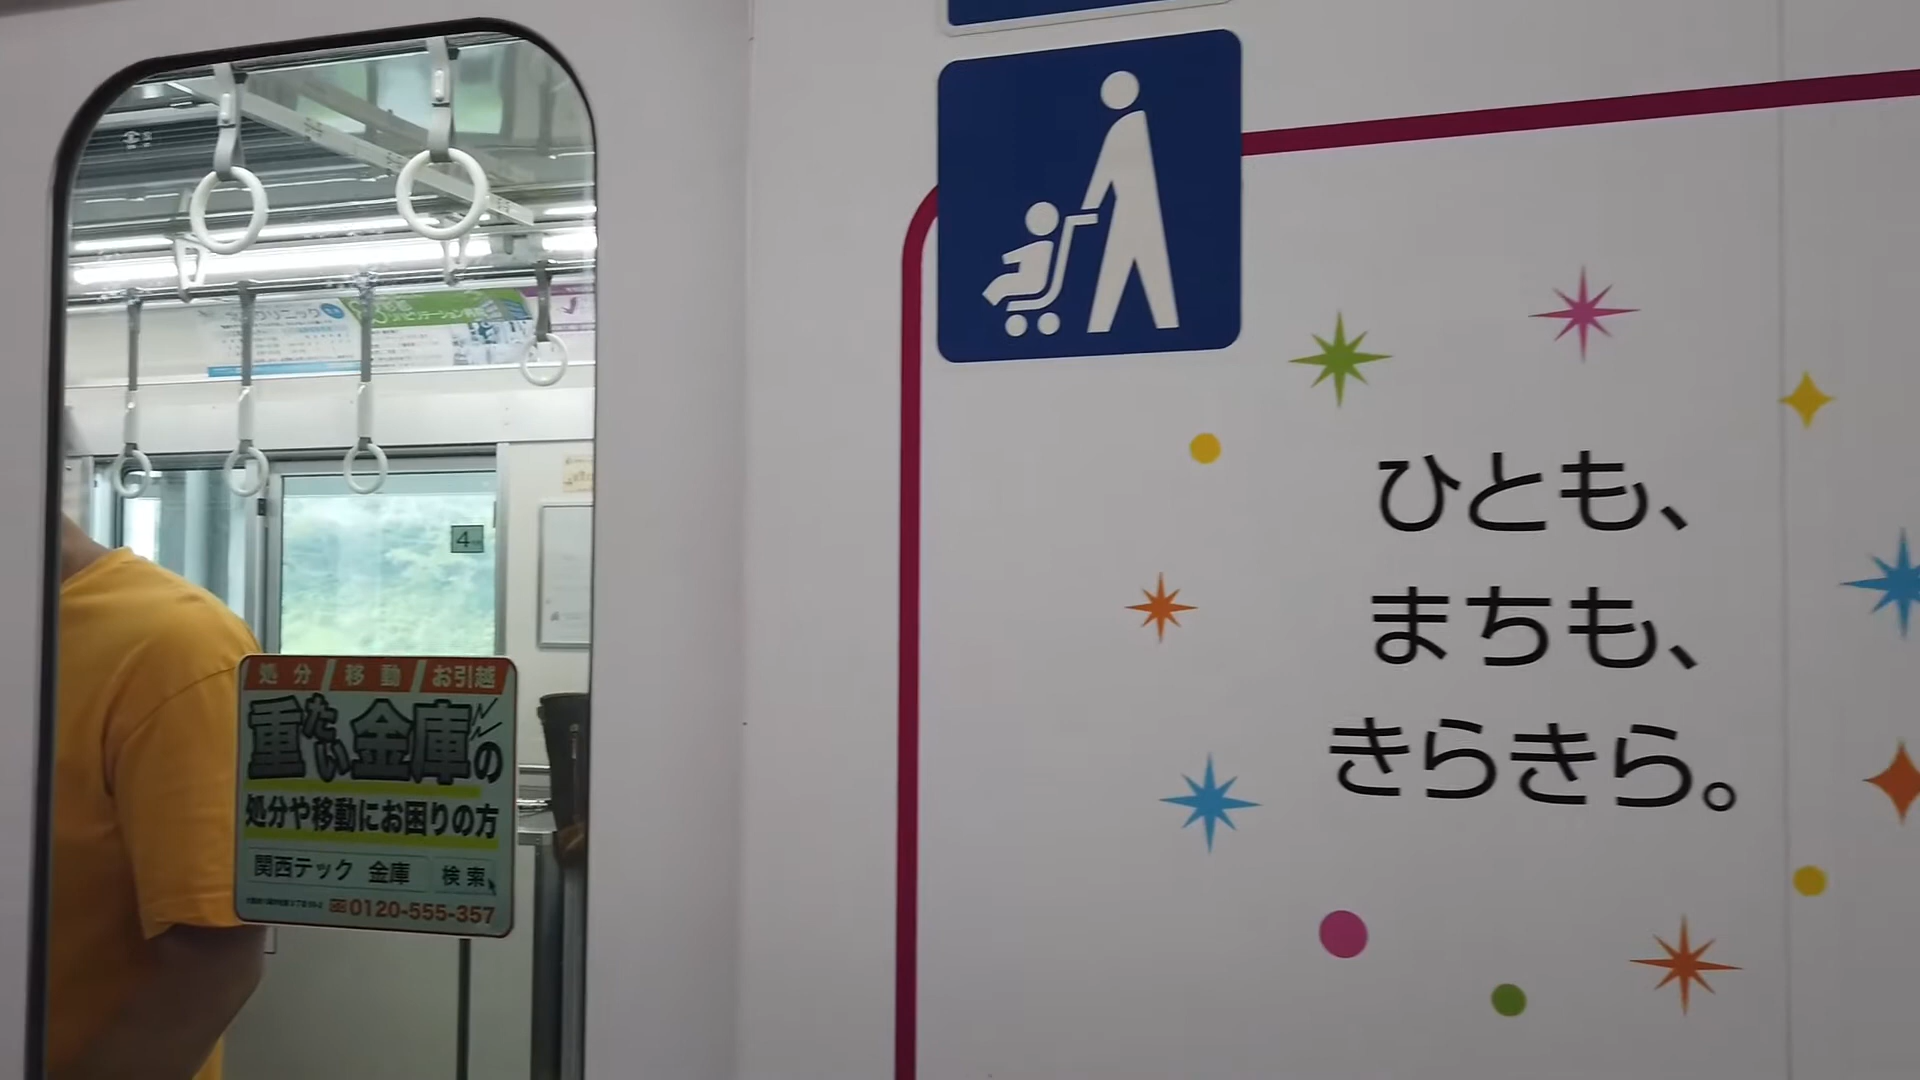 ひとも、
まちも、
きらきら。
処分 移動 お引越
重たい金庫の
処分や移動にお困りの方
関西テック 金庫 検索
0120-555-357
4